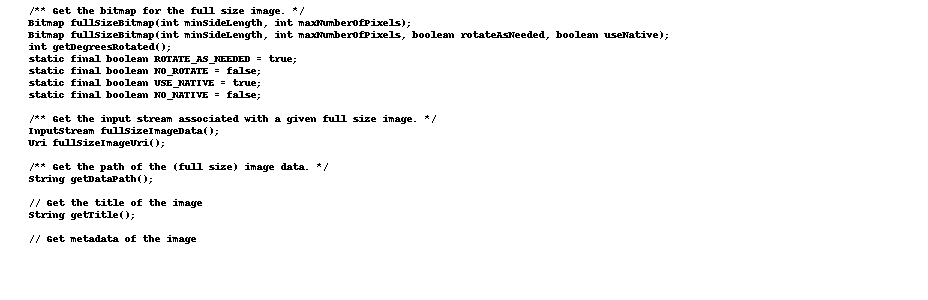 /** Get the bitmap for the full size image. */
Bitmap fullSizeBitmap(int minSideLength, int maxNumberOfPixels);
Bitmap fullSizeBitmap(int minSideLength, int maxNumberOfPixels, boolean rotateAsNeeded, boolean useNative);
int getDegreesRotated();
static final boolean ROTATE_AS_NEEDED = true;
static final boolean NO_ROTATE = false;
static final boolean USE_NATIVE = true;
static final boolean NO_NATIVE = false;
/** Get the input stream associated with a given full size image. */
InputStream fullSizeImageData();
Uri fullSizeImageUri();
/** Get the path of the (full size) image data. */
String getDataPath();
// Get the title of the image
String getTitle();
// Get metadata of the image